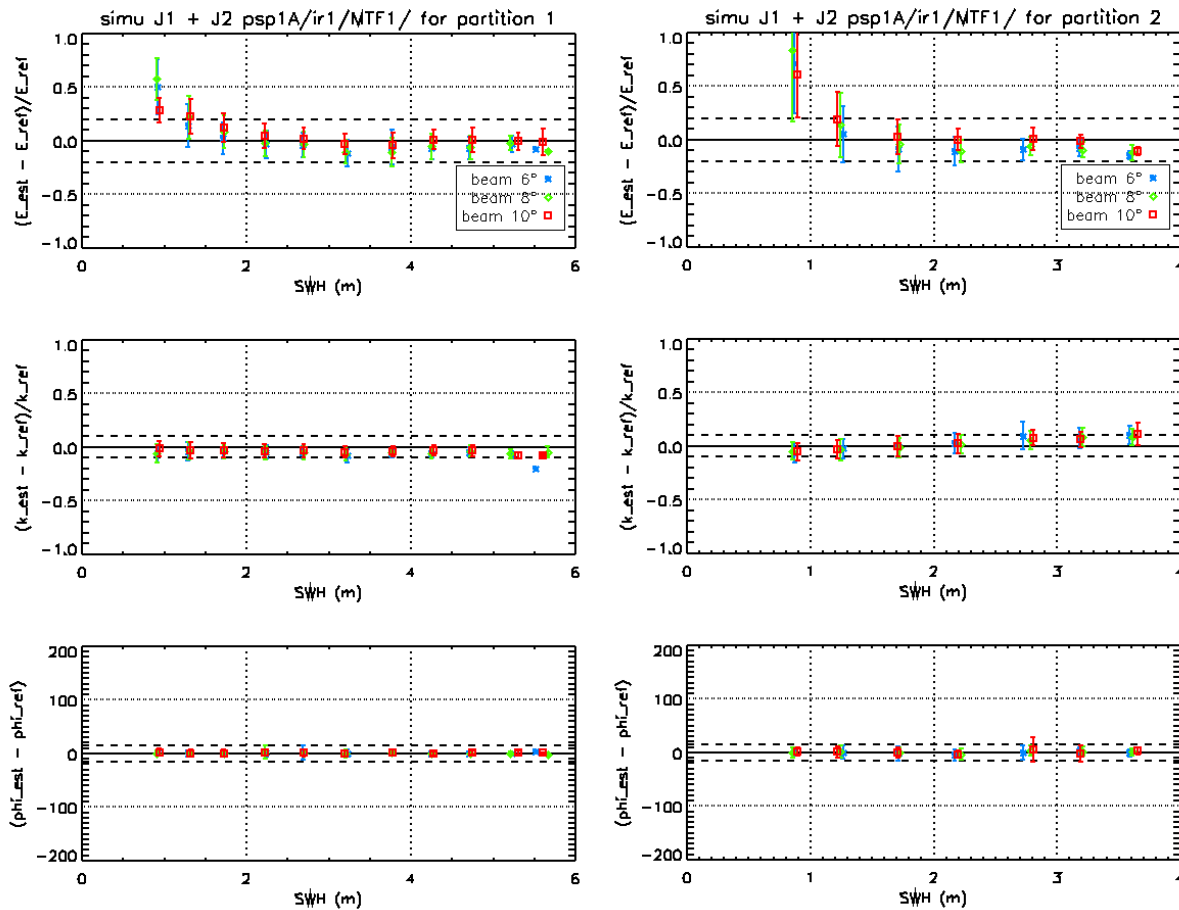 simu J1 + J2 psp1A/ir1/MTF1/ for partition 1
(E_est - E_ref)/E_ref
1.0
0.5
0.0
-0.5
-1.0
beam 6°
beam 8°
beam 10°
0 2 4 6
SWH (m)
simu J1 + J2 psp1A/ir1/MTF1/ for partition 2
(E_est - E_ref)/E_ref
1.0
0.5
0.0
-0.5
-1.0
beam 6°
beam 8°
beam 10°
0 1 2 3 4
SWH (m)
(k_est - k_ref)/k_ref
1.0
0.5
0.0
-0.5
-1.0
0 2 4 6
SWH (m)
(k_est - k_ref)/k_ref
1.0
0.5
0.0
-0.5
-1.0
0 1 2 3 4
SWH (m)
(phi_est - phi_ref)
200
100
0
-100
-200
0 2 4 6
SWH (m)
(phi_est - phi_ref)
200
100
0
-100
-200
0 1 2 3 4
SWH (m)